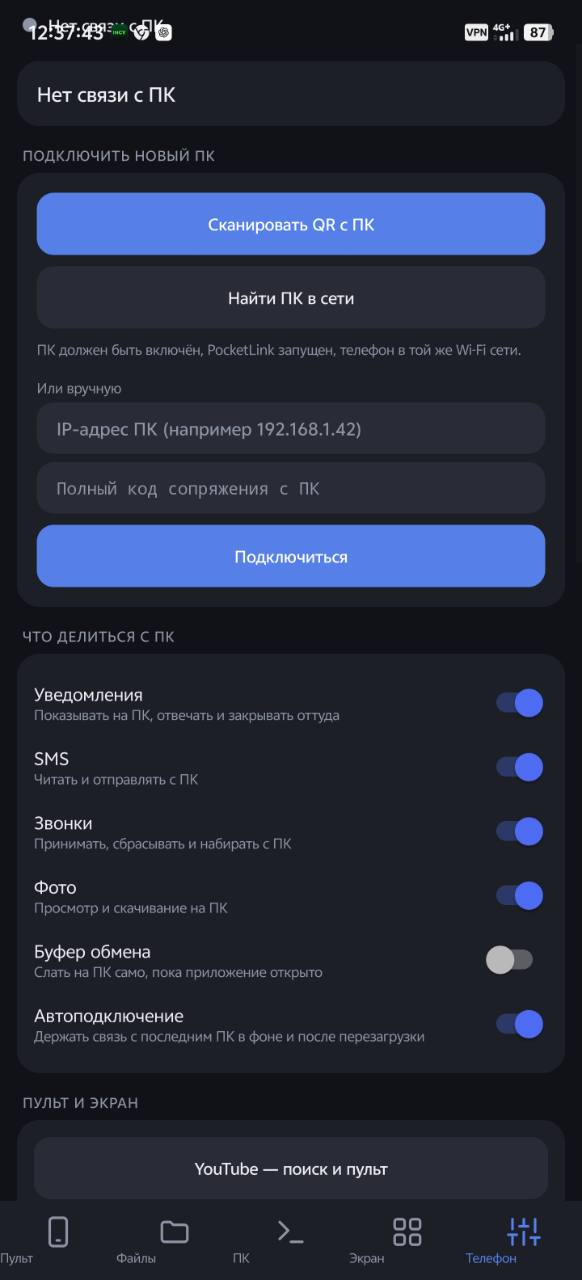 Нет связи с ПК
12:37:43
INCY
VPN
4G+
87
Нет связи с ПК
ПОДКЛЮЧИТЬ НОВЫЙ ПК
Сканировать QR с ПК
Найти ПК в сети
ПК должен быть включён, PocketLink запущен, телефон в той же Wi-Fi сети.
Или вручную
IP-адрес ПК (например 192.168.1.42)
Полный код сопряжения с ПК
Подключиться
ЧТО ДЕЛИТЬСЯ С ПК
Уведомления
Показывать на ПК, отвечать и закрывать оттуда
SMS
Читать и отправлять с ПК
Звонки
Принимать, сбрасывать и набирать с ПК
Фото
Просмотр и скачивание на ПК
Буфер обмена
Слать на ПК само, пока приложение открыто
Автоподключение
Держать связь с последним ПК в фоне и после перезагрузки
ПУЛЬТ И ЭКРАН
YouTube — поиск и пульт
Пульт
Файлы
ПК
Экран
Телефон